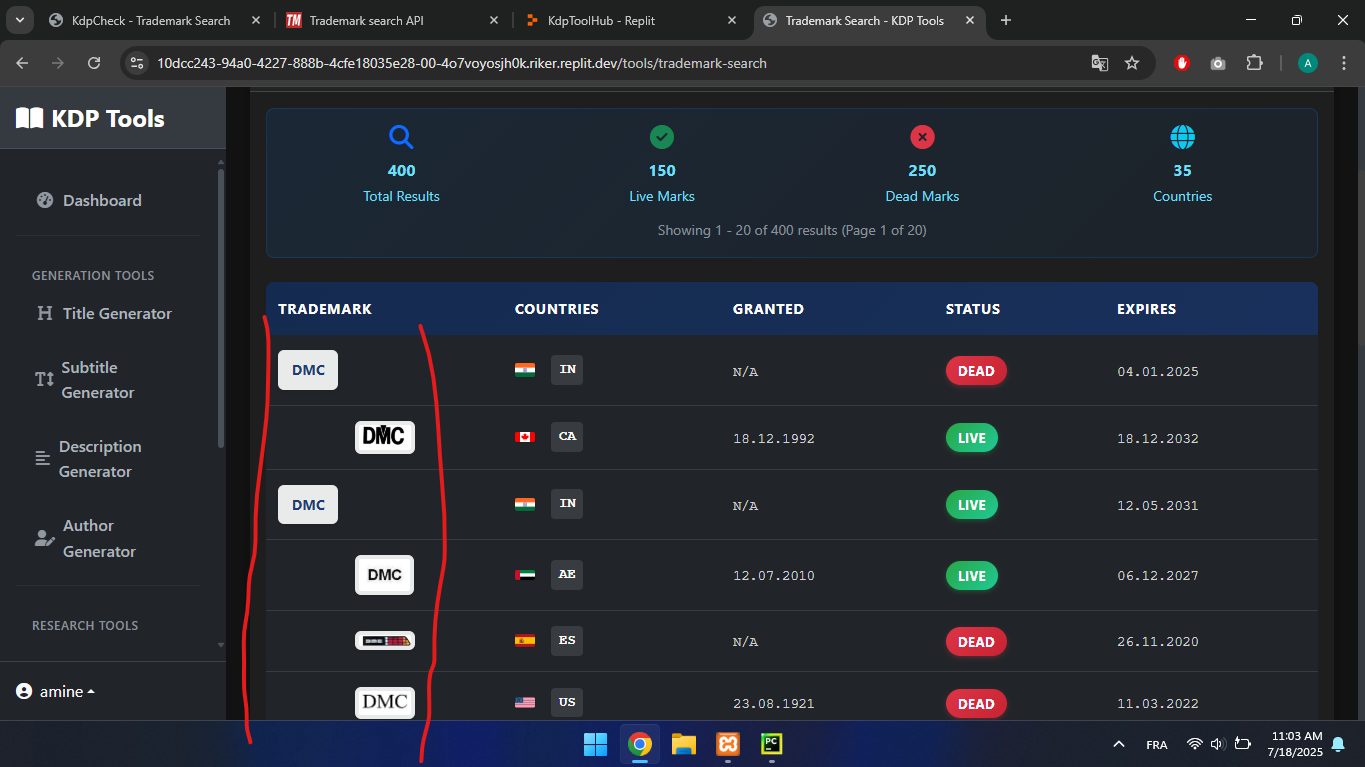 KdpCheck - Trademark Search
TM Trademark search API
KdpToolHub - Replit
Trademark Search - KDP Tools
10dcc243-94a0-4227-888b-4cfe18035e28-00-4o7voyosjh0k.riker.replit.dev/tools/trademark-search
A
KDP Tools
Dashboard
GENERATION TOOLS
Title Generator
Subtitle
Generator
Description
Generator
Author
Generator
RESEARCH TOOLS
amine
400 150 250 35
Total Results Live Marks Dead Marks Countries
Showing 1 - 20 of 400 results (Page 1 of 20)
TRADEMARK COUNTRIES GRANTED STATUS EXPIRES
DMC IN N/A DEAD 04.01.2025
DMC CA 18.12.1992 LIVE 18.12.2032
DMC IN N/A LIVE 12.05.2031
DMC AE 12.07.2010 LIVE 06.12.2027
DMC ES N/A DEAD 26.11.2020
DMC US 23.08.1921 DEAD 11.03.2022
PC
FRA
11:03 AM
7/18/2025